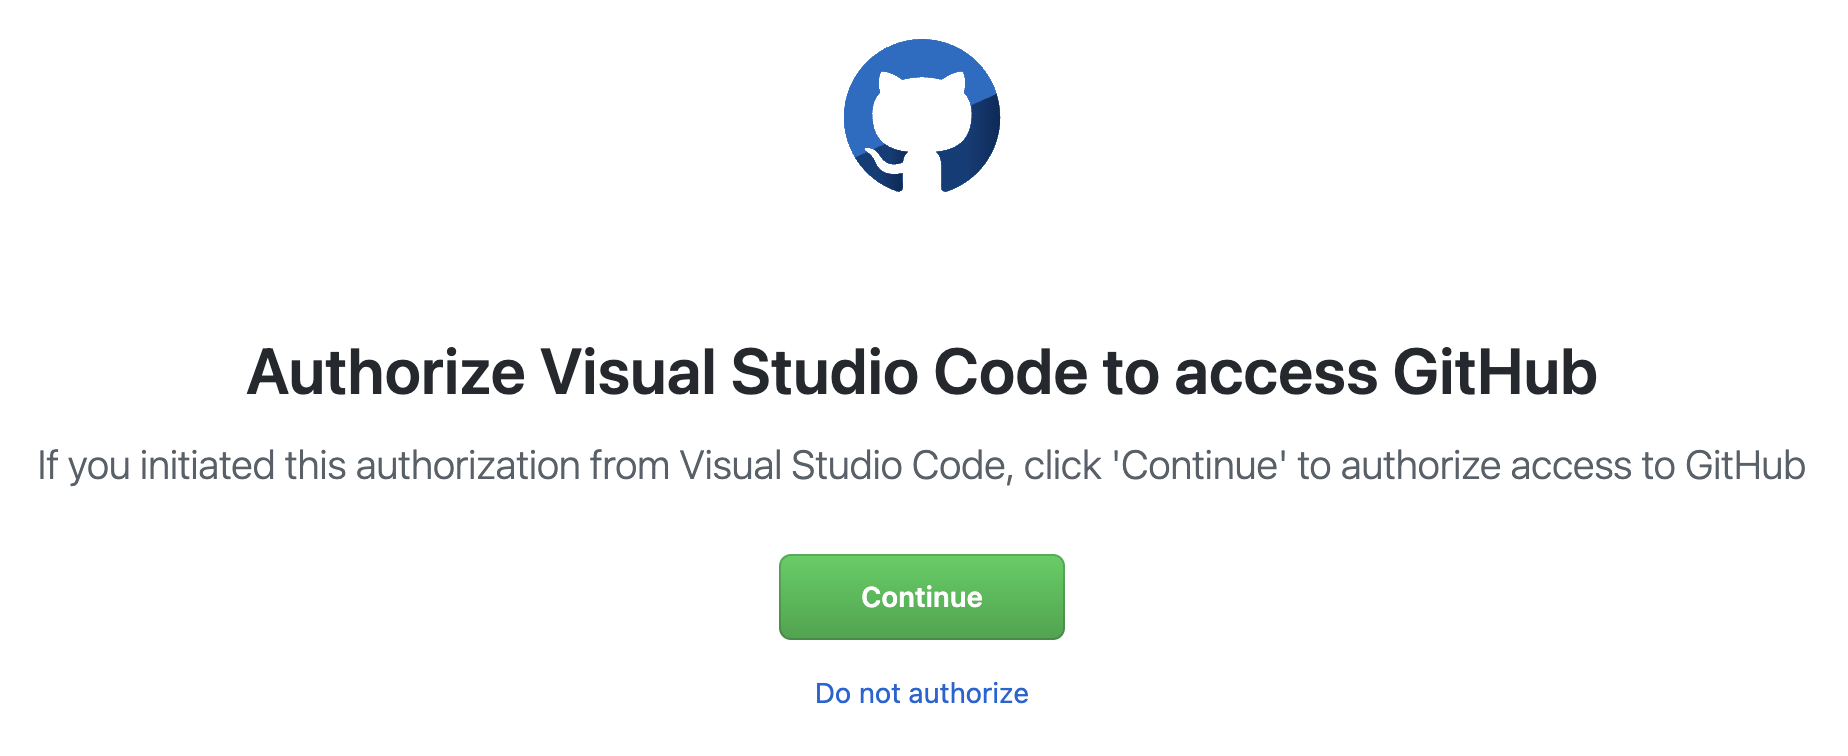 Authorize Visual Studio Code to access GitHub
If you initiated this authorization from Visual Studio Code, click 'Continue' to authorize access to GitHub
Continue
Do not authorize